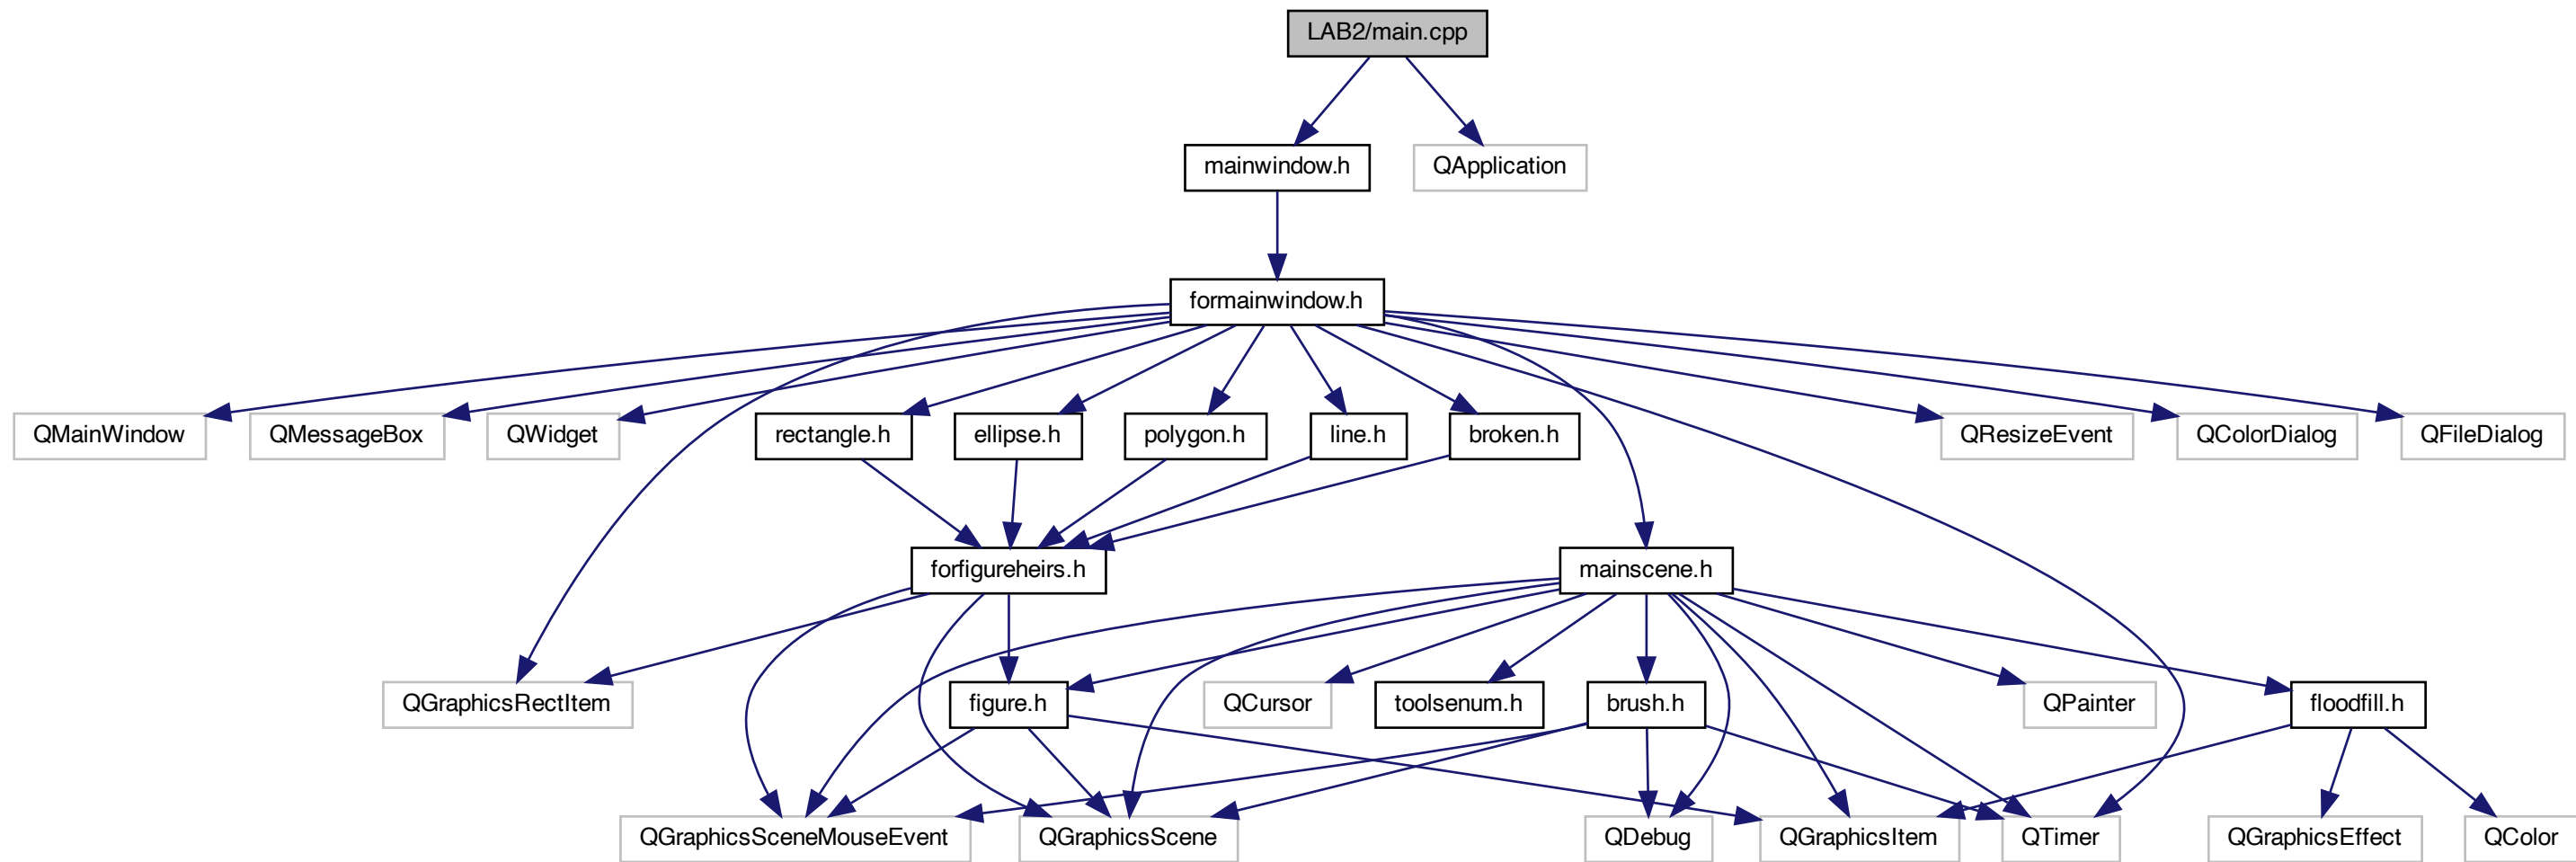 LAB2/main.cpp
mainwindow.h
QApplication
formainwindow.h
QMainWindow
QMessageBox
QWidget
rectangle.h
ellipse.h
polygon.h
line.h
broken.h
QResizeEvent
QColorDialog
QFileDialog
forfigureheirs.h
mainscene.h
QGraphicsRectItem
figure.h
QCursor
toolsenum.h
brush.h
QPainter
floodfill.h
QGraphicsSceneMouseEvent
QGraphicsScene
QDebug
QGraphicsItem
QTimer
QGraphicsEffect
QColor